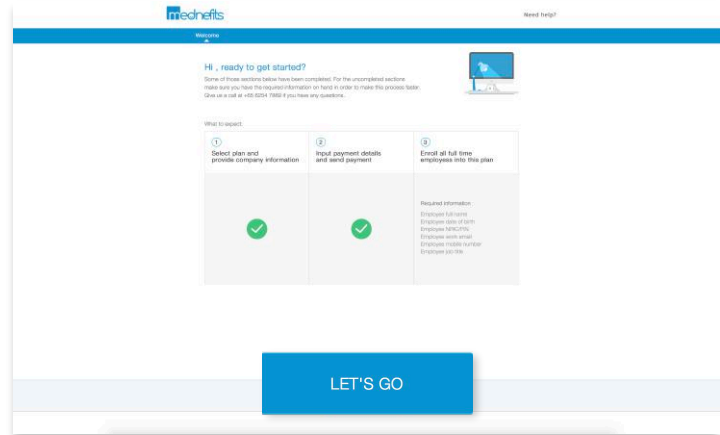 mednefits
Need help?
Welcome
Hi , ready to get started?
Some of those sections below have been completed. For the uncompleted sections
make sure you have the required information on hand in order to make this process faster.
Give us a call at +65 6254 7889 if you have any questions.
What to expect:
1
2
3
Select plan and
provide company information
Input payment details
and send payment
Enroll all full time
employees into this plan
Required information :
Employee full name
Employee date of birth
Employee NRIC/FIN
Employee work email
Employee mobile number
Employee job title
LET'S GO